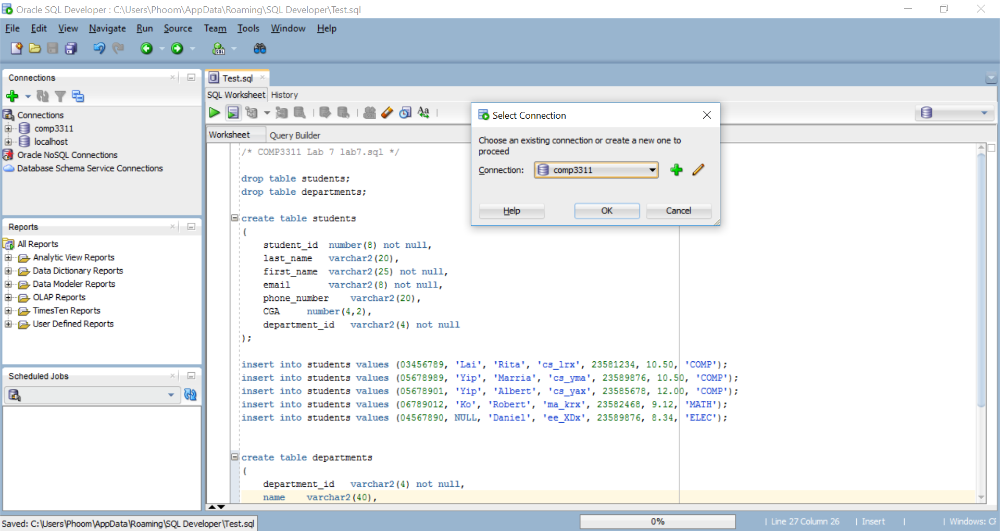 Oracle SQL Developer : C:\Users\Phoom\AppData\Roaming\SQL Developer\Test.sql
File Edit View Navigate Run Source Team Tools Window Help
Connections
Connections
comp3311
localhost
Oracle NoSQL Connections
Database Schema Service Connections
Reports
All Reports
Analytic View Reports
Data Dictionary Reports
Data Modeler Reports
OLAP Reports
TimesTen Reports
User Defined Reports
Scheduled Jobs
Test.sql
SQL Worksheet History
Worksheet Query Builder
/* COMP3311 Lab 7 lab7.sql */
drop table students;
drop table departments;
create table students
(
student_id number(8) not null,
last_name varchar2(20),
first_name varchar2(25) not null,
email varchar2(8) not null,
phone_number varchar2(20),
CGA number(4,2),
department_id varchar2(4) not null
);
insert into students values (03456789, 'Lai', 'Rita', 'cs_lrx', 23581234, 10.50, 'COMP');
insert into students values (05678989, 'Yip', 'Marria', 'cs_yma', 23589876, 10.50, 'COMP');
insert into students values (05678901, 'Yip', 'Albert', 'cs_yax', 23585678, 12.00, 'COMP');
insert into students values (06789012, 'Ko', 'Robert', 'ma_krx', 23582468, 9.12, 'MATH');
insert into students values (04567890, NULL, 'Daniel', 'ee_XDx', 23589876, 8.34, 'ELEC');
create table departments
(
department_id varchar2(4) not null,
name varchar2(40),
Select Connection
Choose an existing connection or create a new one to
proceed
Connection: comp3311
Help OK Cancel
Saved: C:\Users\Phoom\AppData\Roaming\SQL Developer\Test.sql
0%
| Line 27 Column 26 | Insert | | Windows: CF